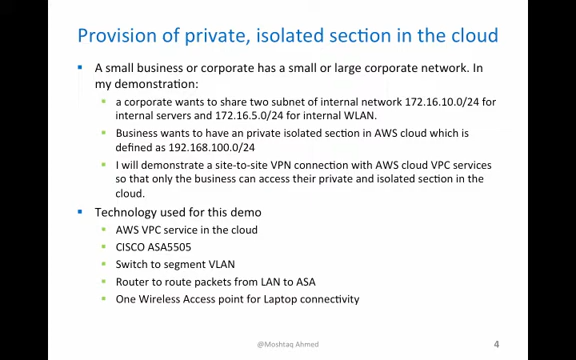 Provision of private, isolated section in the cloud
A small business or corporate has a small or large corporate network. In
my demonstration:
a corporate wants to share two subnet of internal network 172.16.10.0/24 for
internal servers and 172.16.5.0/24 for internal WLAN.
Business wants to have an private isolated section in AWS cloud which is
defined as 192.168.100.0/24
I will demonstrate a site-to-site VPN connection with AWS cloud VPC services
so that only the business can access their private and isolated section in the
cloud.
Technology used for this demo
AWS VPC service in the cloud
CISCO ASA5505
Switch to segment VLAN
Router to route packets from LAN to ASA
One Wireless Access point for Laptop connectivity
@Moshtaq Ahmed
4